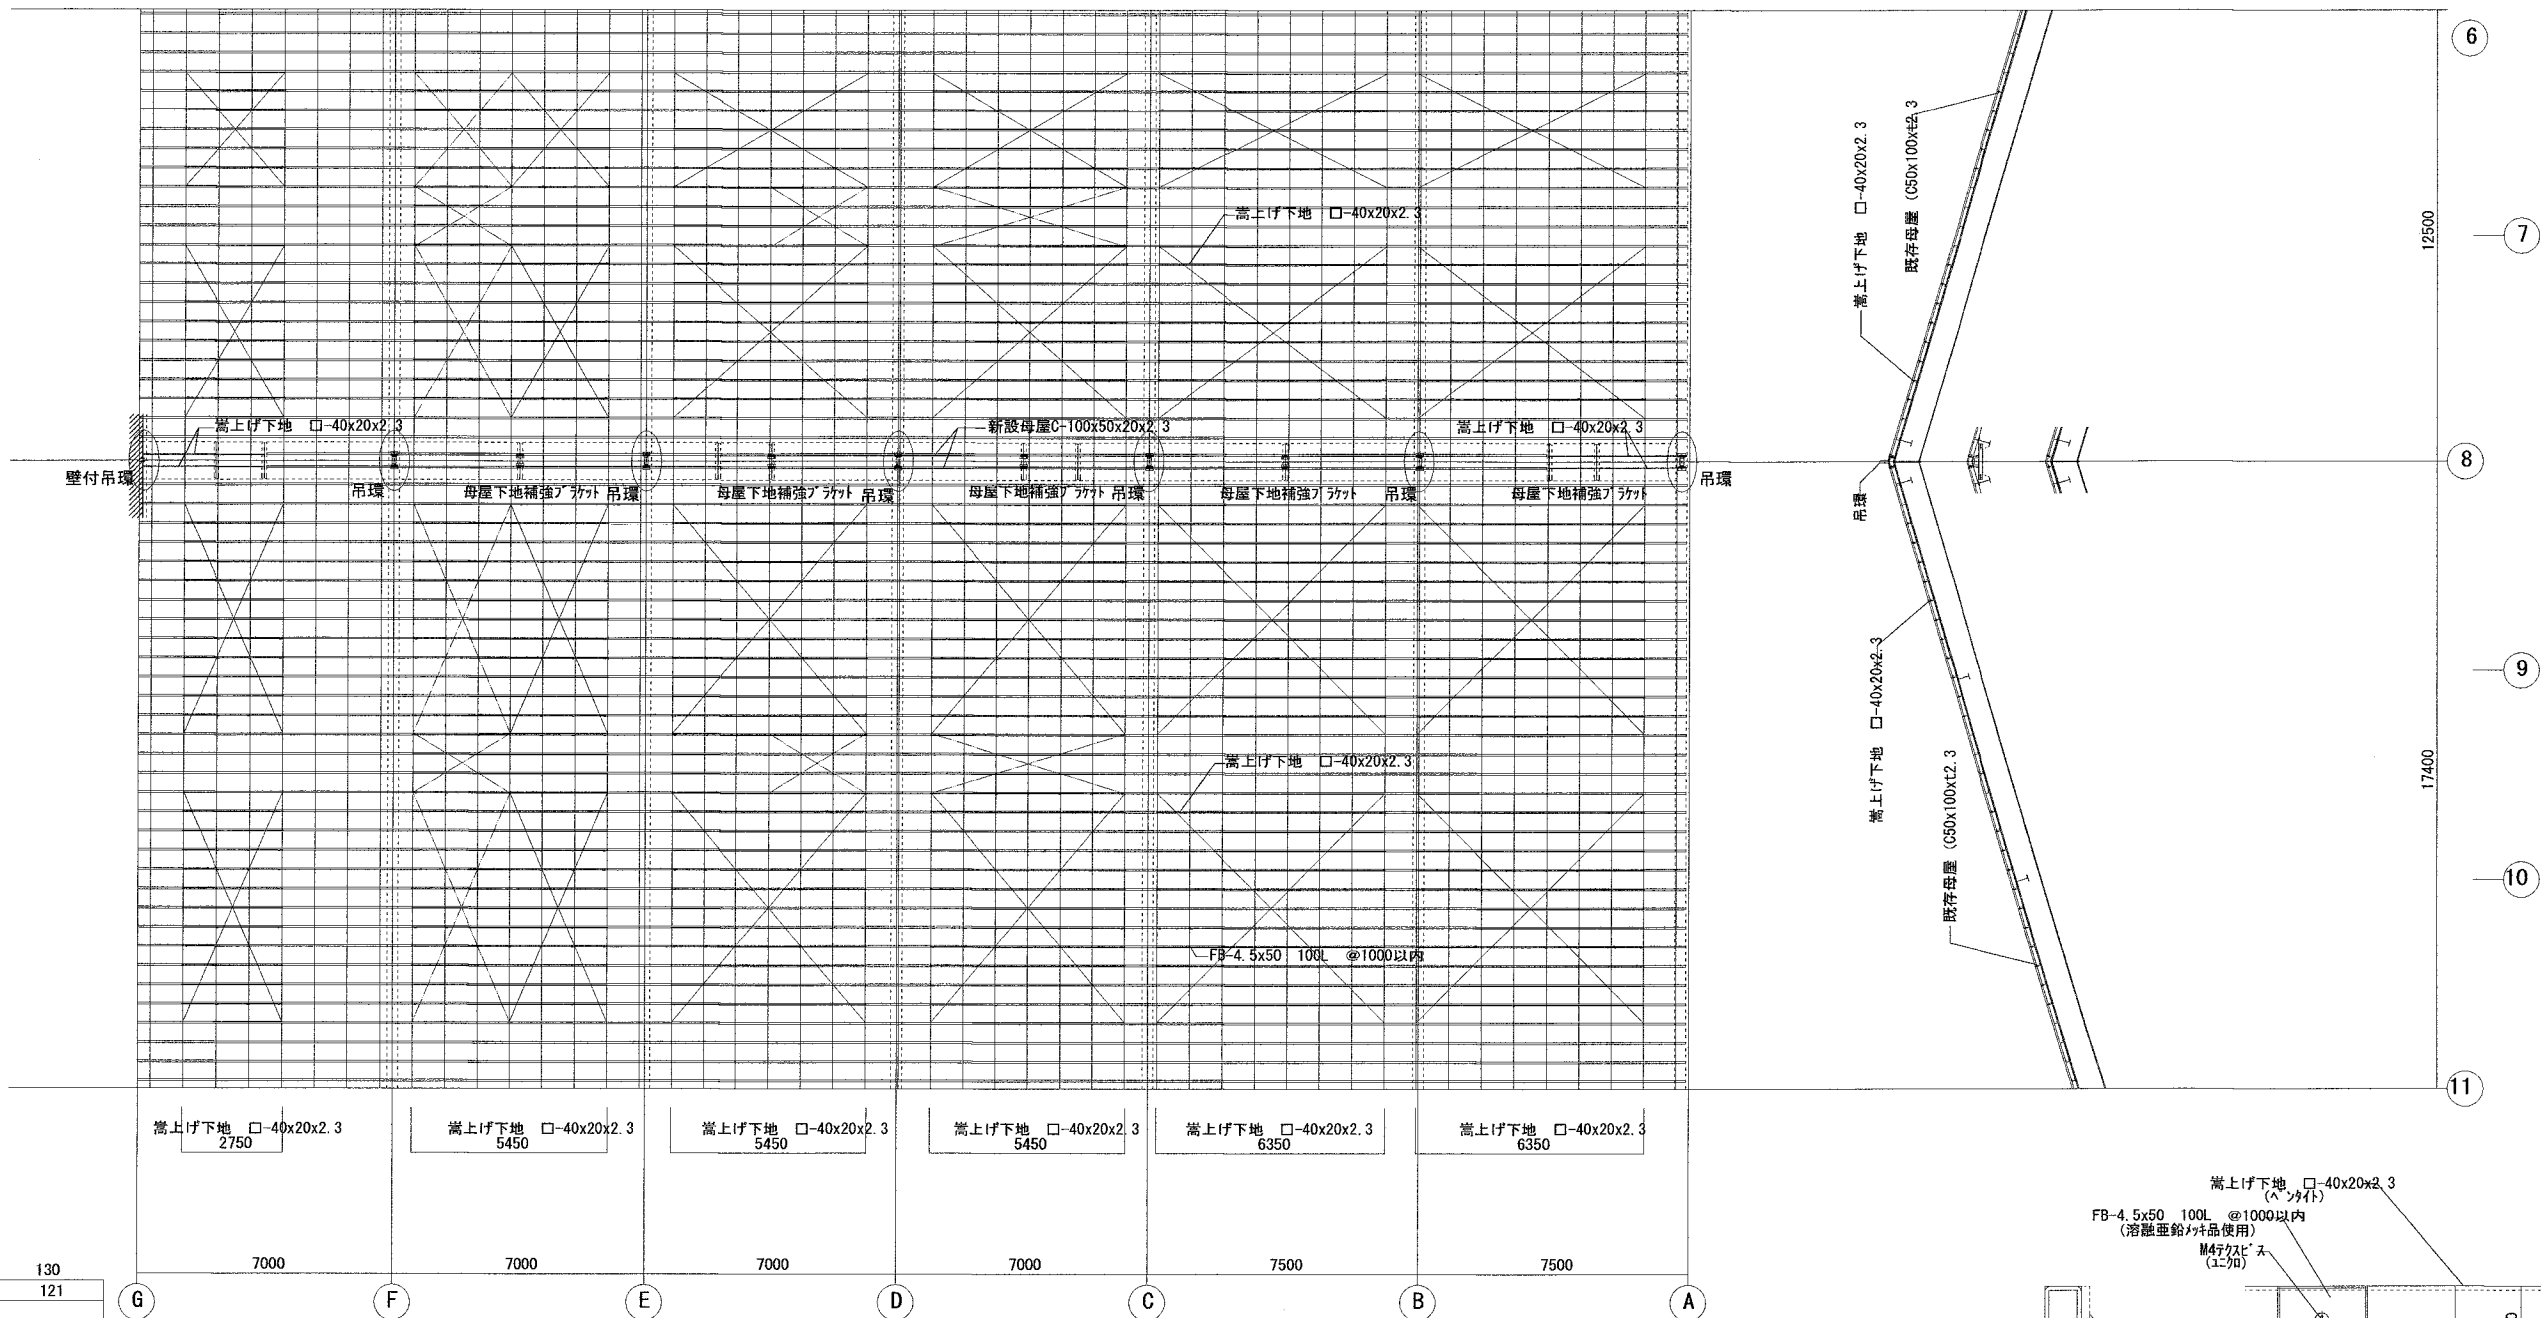 6
嵩上げ下地 □-40x20x2.3
既存母屋 (C50x100xt2.3
嵩上げ下地 □-40x20x2.3
12500
7
嵩上げ下地 □-40x20x2.3
新設母屋C-100x50x20x2.3
嵩上げ下地 □-40x20x2.3
8
壁付吊環
吊環
母屋下地補強ブラケット
吊環
母屋下地補強ブラケット
吊環
母屋下地補強ブラケット
吊環
母屋下地補強ブラケット
吊環
母屋下地補強ブラケット
吊環
吊環
嵩上げ下地 □-40x20x2.3
9
嵩上げ下地 □-40x20x2.3
既存母屋 (C50x100xt2.3
17400
10
FB-4.5x50 100L @1000以内
11
嵩上げ下地 □-40x20x2.3
2750
嵩上げ下地 □-40x20x2.3
5450
嵩上げ下地 □-40x20x2.3
5450
嵩上げ下地 □-40x20x2.3
5450
嵩上げ下地 □-40x20x2.3
6350
嵩上げ下地 □-40x20x2.3
6350
嵩上げ下地 □-40x20x2.3
(ペンタイト)
FB-4.5x50 100L @1000以内
(溶融亜鉛メッキ品使用)
M4テクスビス
(ユニクロ)
130
121
7000
7000
7000
7000
7500
7500
G
F
E
D
C
B
A